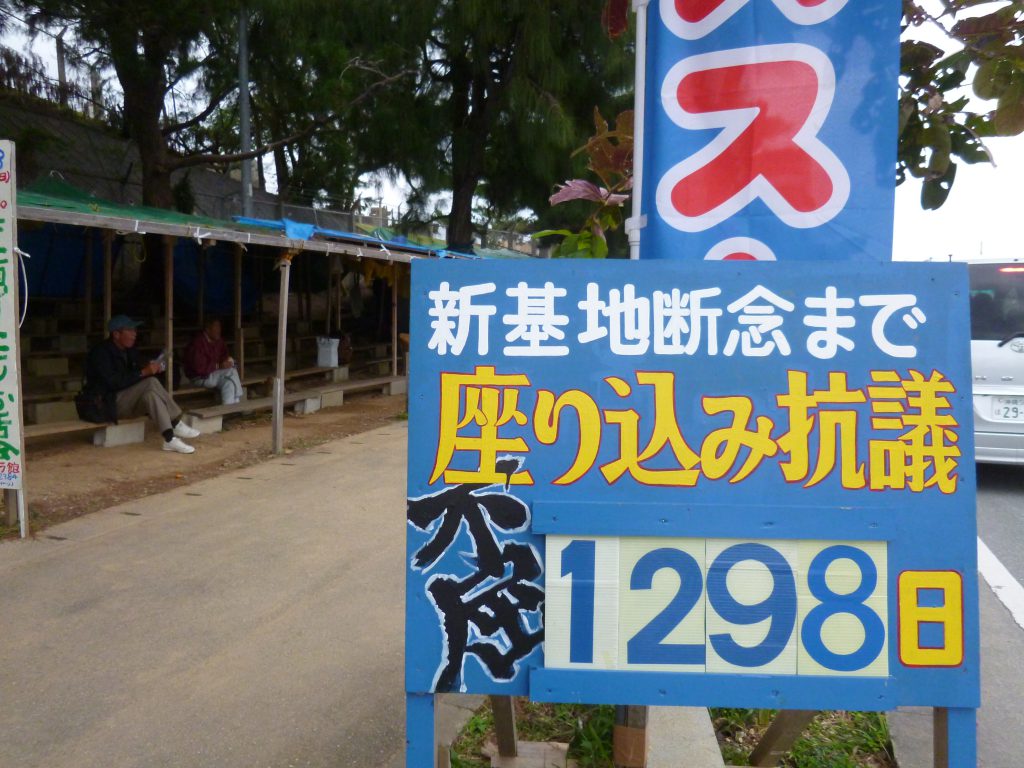 ス
新基地断念まで
座り込み抗議
不屈
1298日
29-